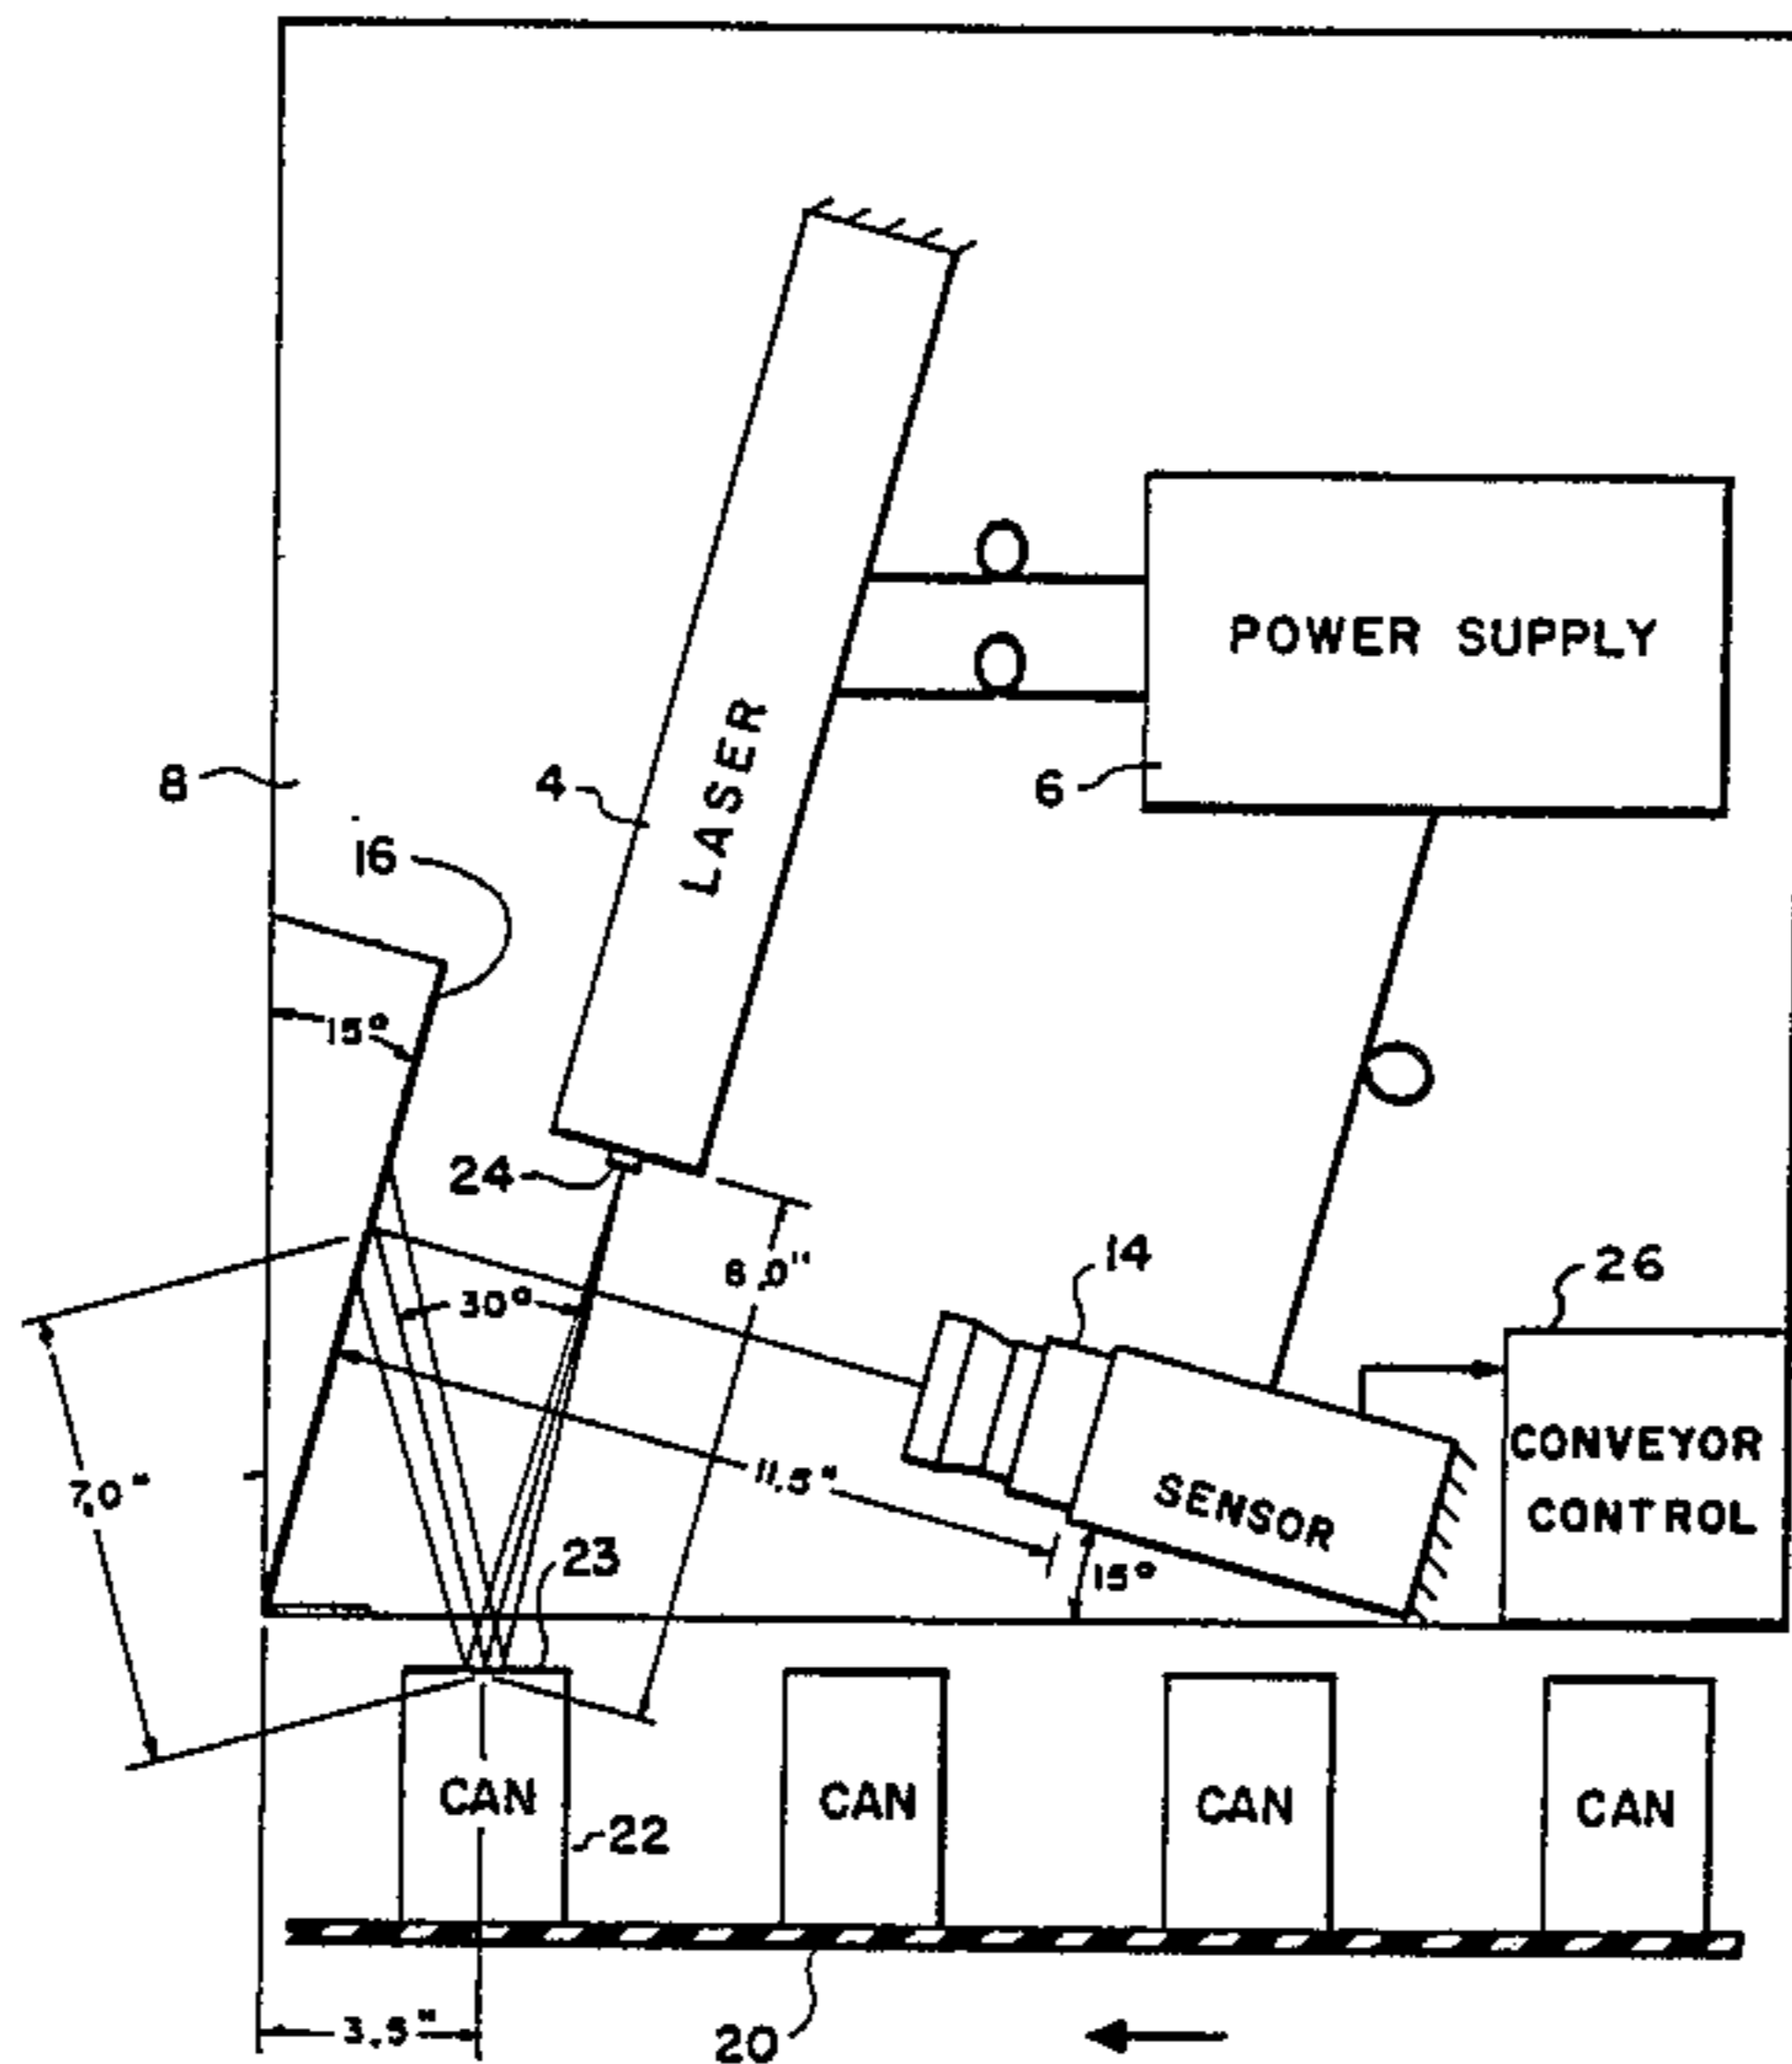 POWER SUPPLY
LASER
8
4
6
16
15°
24
8.0"
14
26
30°
7.0"
11.5"
SENSOR
CONVEYOR
CONTROL
15°
23
CAN
CAN
CAN
CAN
22
3.5"
20